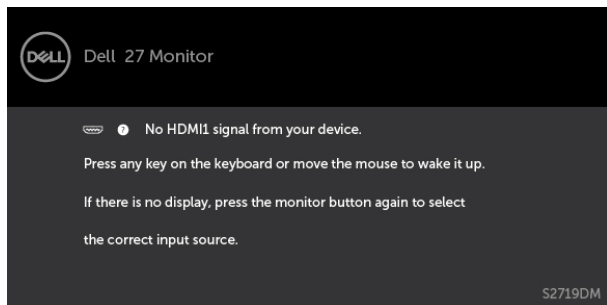 DELL
Dell 27 Monitor
? No HDMI1 signal from your device.
Press any key on the keyboard or move the mouse to wake it up.
If there is no display, press the monitor button again to select
the correct input source.
S2719DM